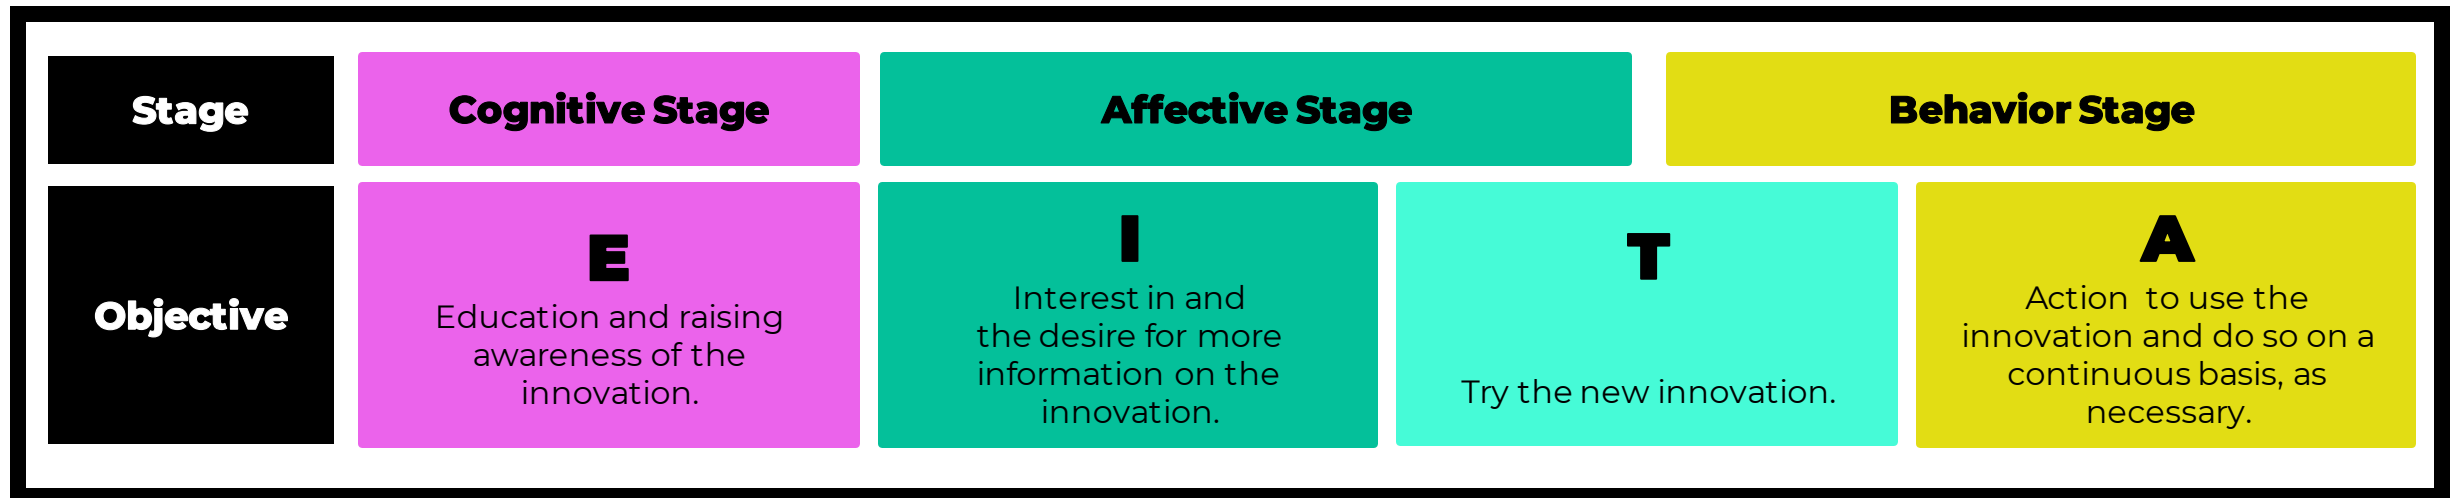 Stage
Cognitive Stage
Affective Stage
Behavior Stage
Objective
E
Education and raising
awareness of the
innovation.
I
Interest in and
the desire for more
information on the
innovation.
T
Try the new innovation.
A
Action  to use the
innovation and do so on a
continuous basis, as
necessary.